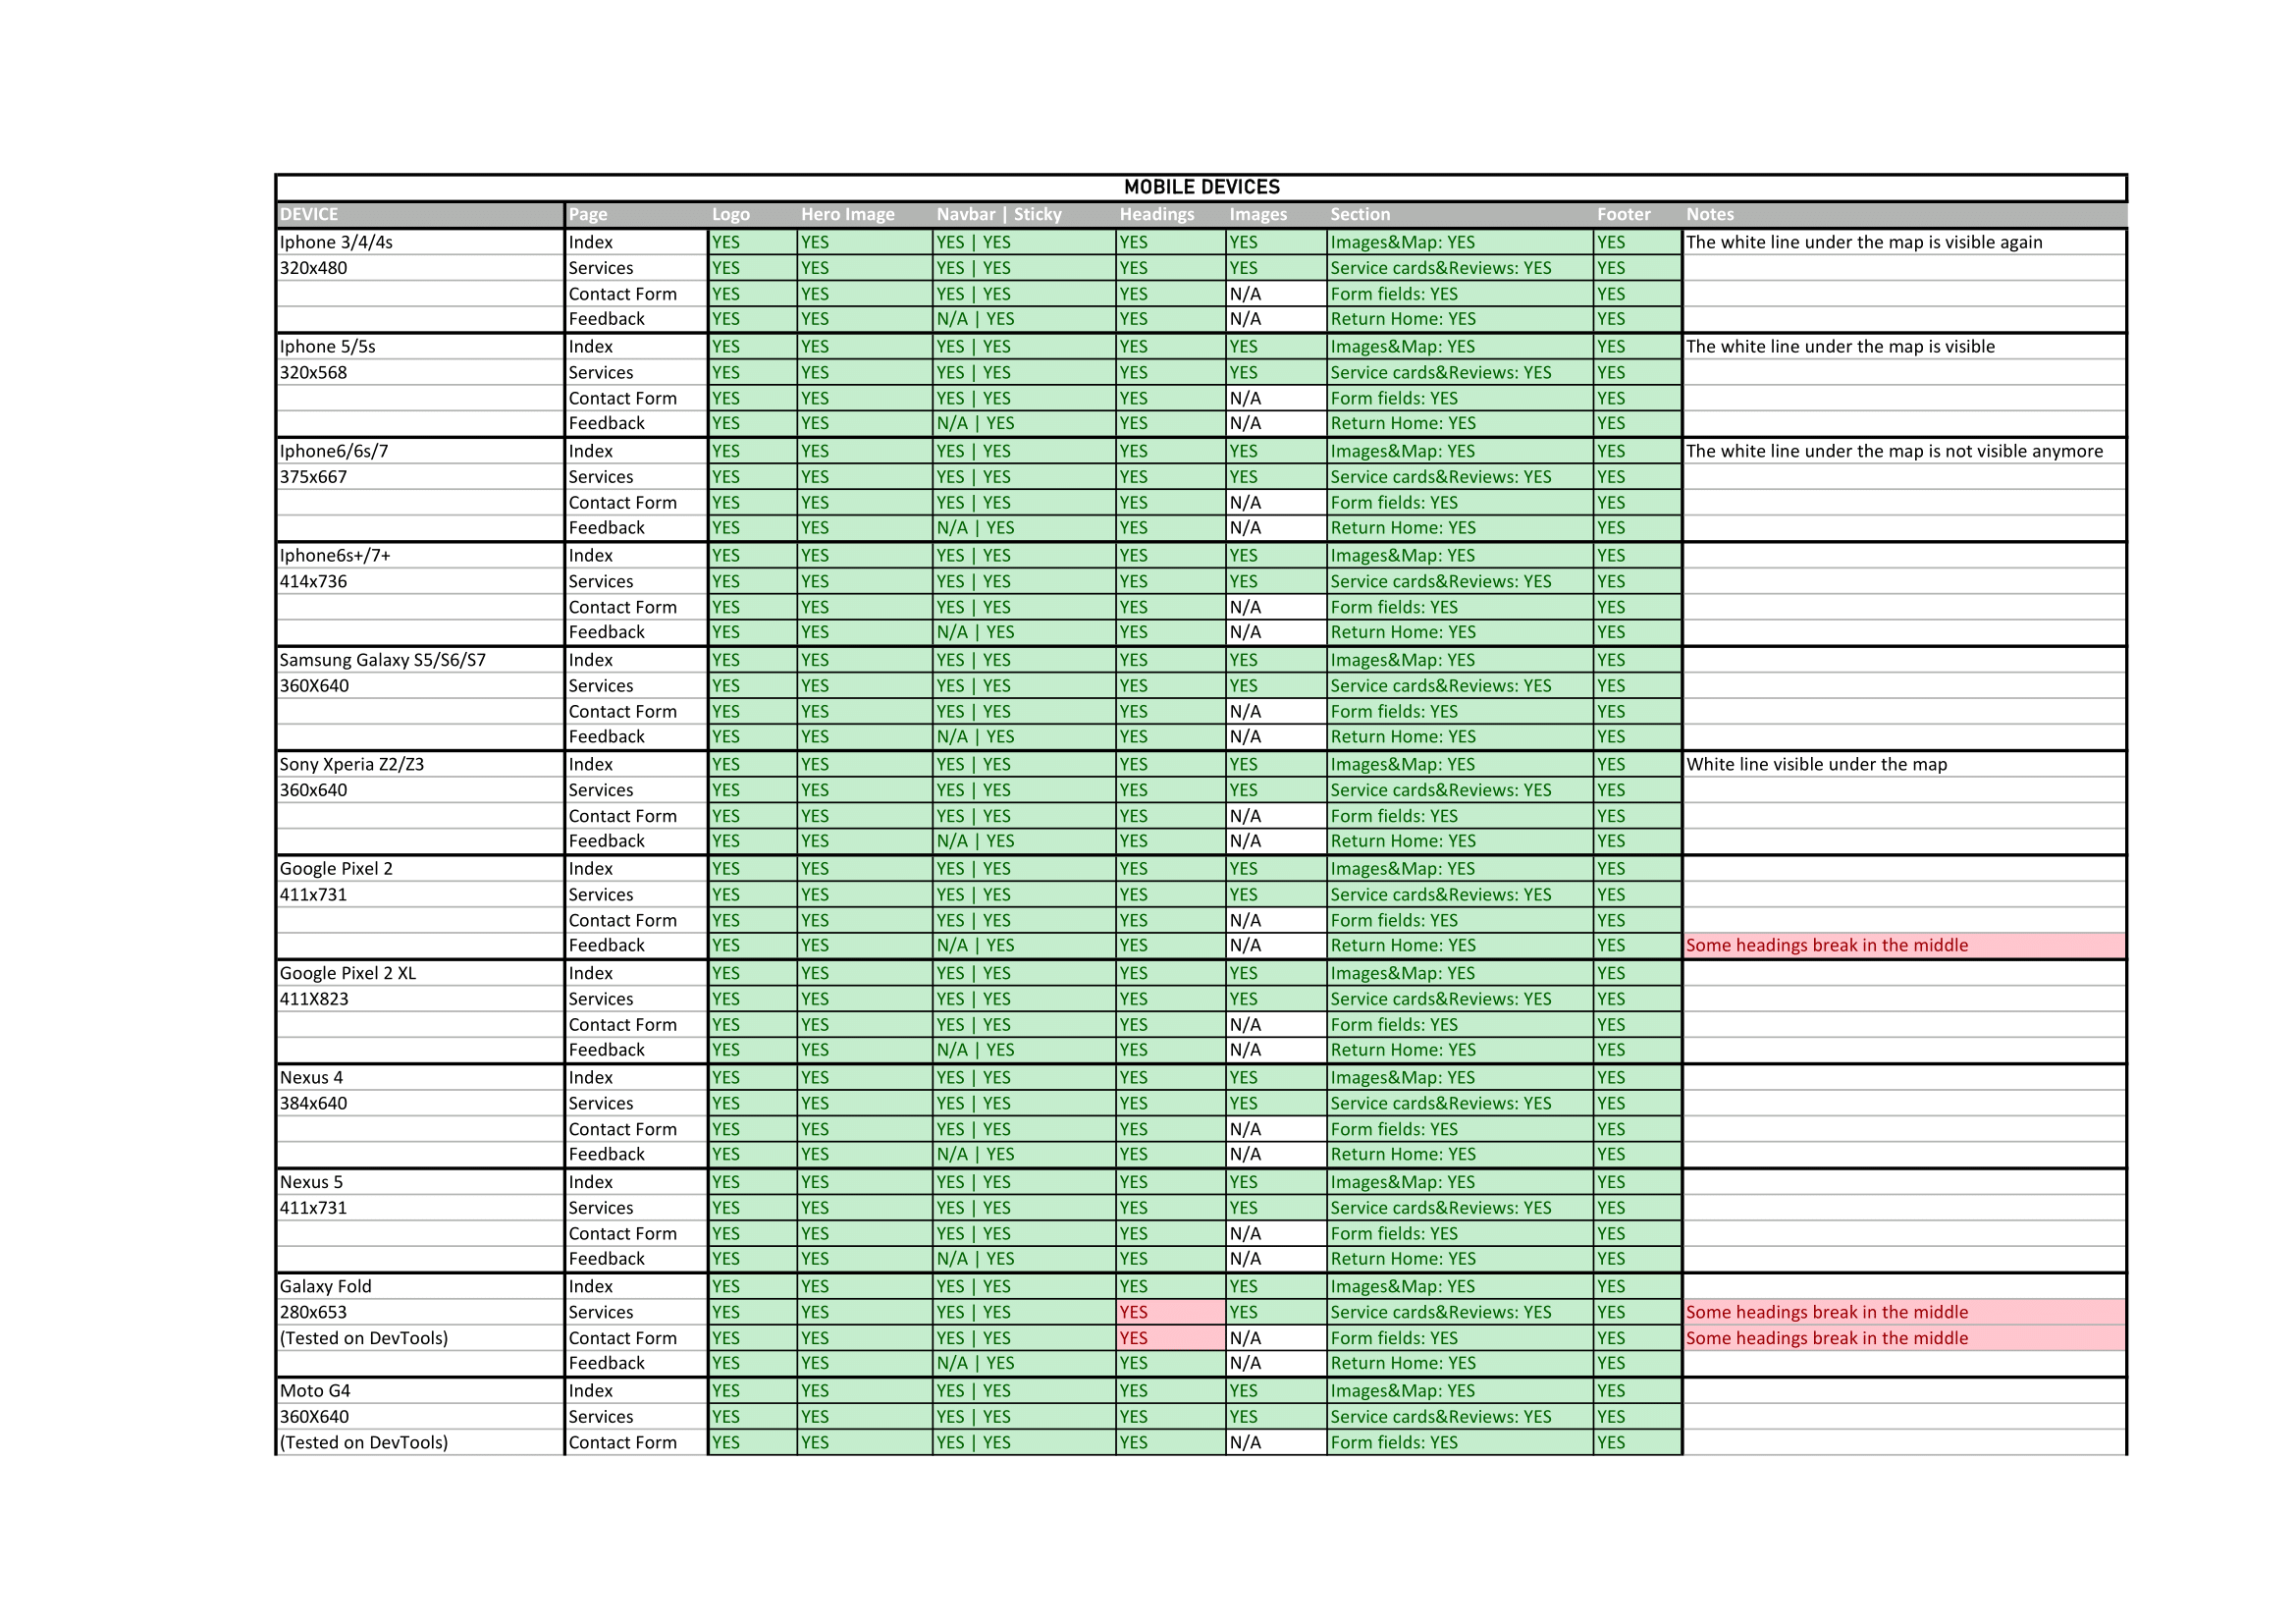 MOBILE DEVICES
DEVICE Page Logo Hero Image Navbar | Sticky Headings Images Section Footer Notes
Iphone 3/4/4s Index YES YES YES | YES YES YES Images&Map: YES YES The white line under the map is visible again
320x480 Services YES YES YES | YES YES YES Service cards&Reviews: YES YES
Contact Form YES YES YES | YES YES N/A Form fields: YES YES
Feedback YES YES N/A | YES YES N/A Return Home: YES YES
Iphone 5/5s Index YES YES YES | YES YES YES Images&Map: YES YES The white line under the map is visible
320x568 Services YES YES YES | YES YES YES Service cards&Reviews: YES YES
Contact Form YES YES YES | YES YES N/A Form fields: YES YES
Feedback YES YES N/A | YES YES N/A Return Home: YES YES
Iphone6/6s/7 Index YES YES YES | YES YES YES Images&Map: YES YES The white line under the map is not visible anymore
375x667 Services YES YES YES | YES YES YES Service cards&Reviews: YES YES
Contact Form YES YES YES | YES YES N/A Form fields: YES YES
Feedback YES YES N/A | YES YES N/A Return Home: YES YES
Iphone6s+/7+ Index YES YES YES | YES YES YES Images&Map: YES YES
414x736 Services YES YES YES | YES YES YES Service cards&Reviews: YES YES
Contact Form YES YES YES | YES YES N/A Form fields: YES YES
Feedback YES YES N/A | YES YES N/A Return Home: YES YES
Samsung Galaxy S5/S6/S7 Index YES YES YES | YES YES YES Images&Map: YES YES
360X640 Services YES YES YES | YES YES YES Service cards&Reviews: YES YES
Contact Form YES YES YES | YES YES N/A Form fields: YES YES
Feedback YES YES N/A | YES YES N/A Return Home: YES YES
Sony Xperia Z2/Z3 Index YES YES YES | YES YES YES Images&Map: YES YES White line visible under the map
360x640 Services YES YES YES | YES YES YES Service cards&Reviews: YES YES
Contact Form YES YES YES | YES YES N/A Form fields: YES YES
Feedback YES YES N/A | YES YES N/A Return Home: YES YES
Google Pixel 2 Index YES YES YES | YES YES YES Images&Map: YES YES
411x731 Services YES YES YES | YES YES YES Service cards&Reviews: YES YES
Contact Form YES YES YES | YES YES N/A Form fields: YES YES
Feedback YES YES N/A | YES YES N/A Return Home: YES YES Some headings break in the middle
Google Pixel 2 XL Index YES YES YES | YES YES YES Images&Map: YES YES
411X823 Services YES YES YES | YES YES YES Service cards&Reviews: YES YES
Contact Form YES YES YES | YES YES N/A Form fields: YES YES
Feedback YES YES N/A | YES YES N/A Return Home: YES YES
Nexus 4 Index YES YES YES | YES YES YES Images&Map: YES YES
384x640 Services YES YES YES | YES YES YES Service cards&Reviews: YES YES
Contact Form YES YES YES | YES YES N/A Form fields: YES YES
Feedback YES YES N/A | YES YES N/A Return Home: YES YES
Nexus 5 Index YES YES YES | YES YES YES Images&Map: YES YES
411x731 Services YES YES YES | YES YES YES Service cards&Reviews: YES YES
Contact Form YES YES YES | YES YES N/A Form fields: YES YES
Feedback YES YES N/A | YES YES N/A Return Home: YES YES
Galaxy Fold Index YES YES YES | YES YES YES Images&Map: YES YES
280x653 Services YES YES YES | YES YES YES Service cards&Reviews: YES YES Some headings break in the middle
(Tested on DevTools) Contact Form YES YES YES | YES YES N/A Form fields: YES YES Some headings break in the middle
Feedback YES YES N/A | YES YES N/A Return Home: YES YES
Moto G4 Index YES YES YES | YES YES YES Images&Map: YES YES
360X640 Services YES YES YES | YES YES YES Service cards&Reviews: YES YES
(Tested on DevTools) Contact Form YES YES YES | YES YES N/A Form fields: YES YES